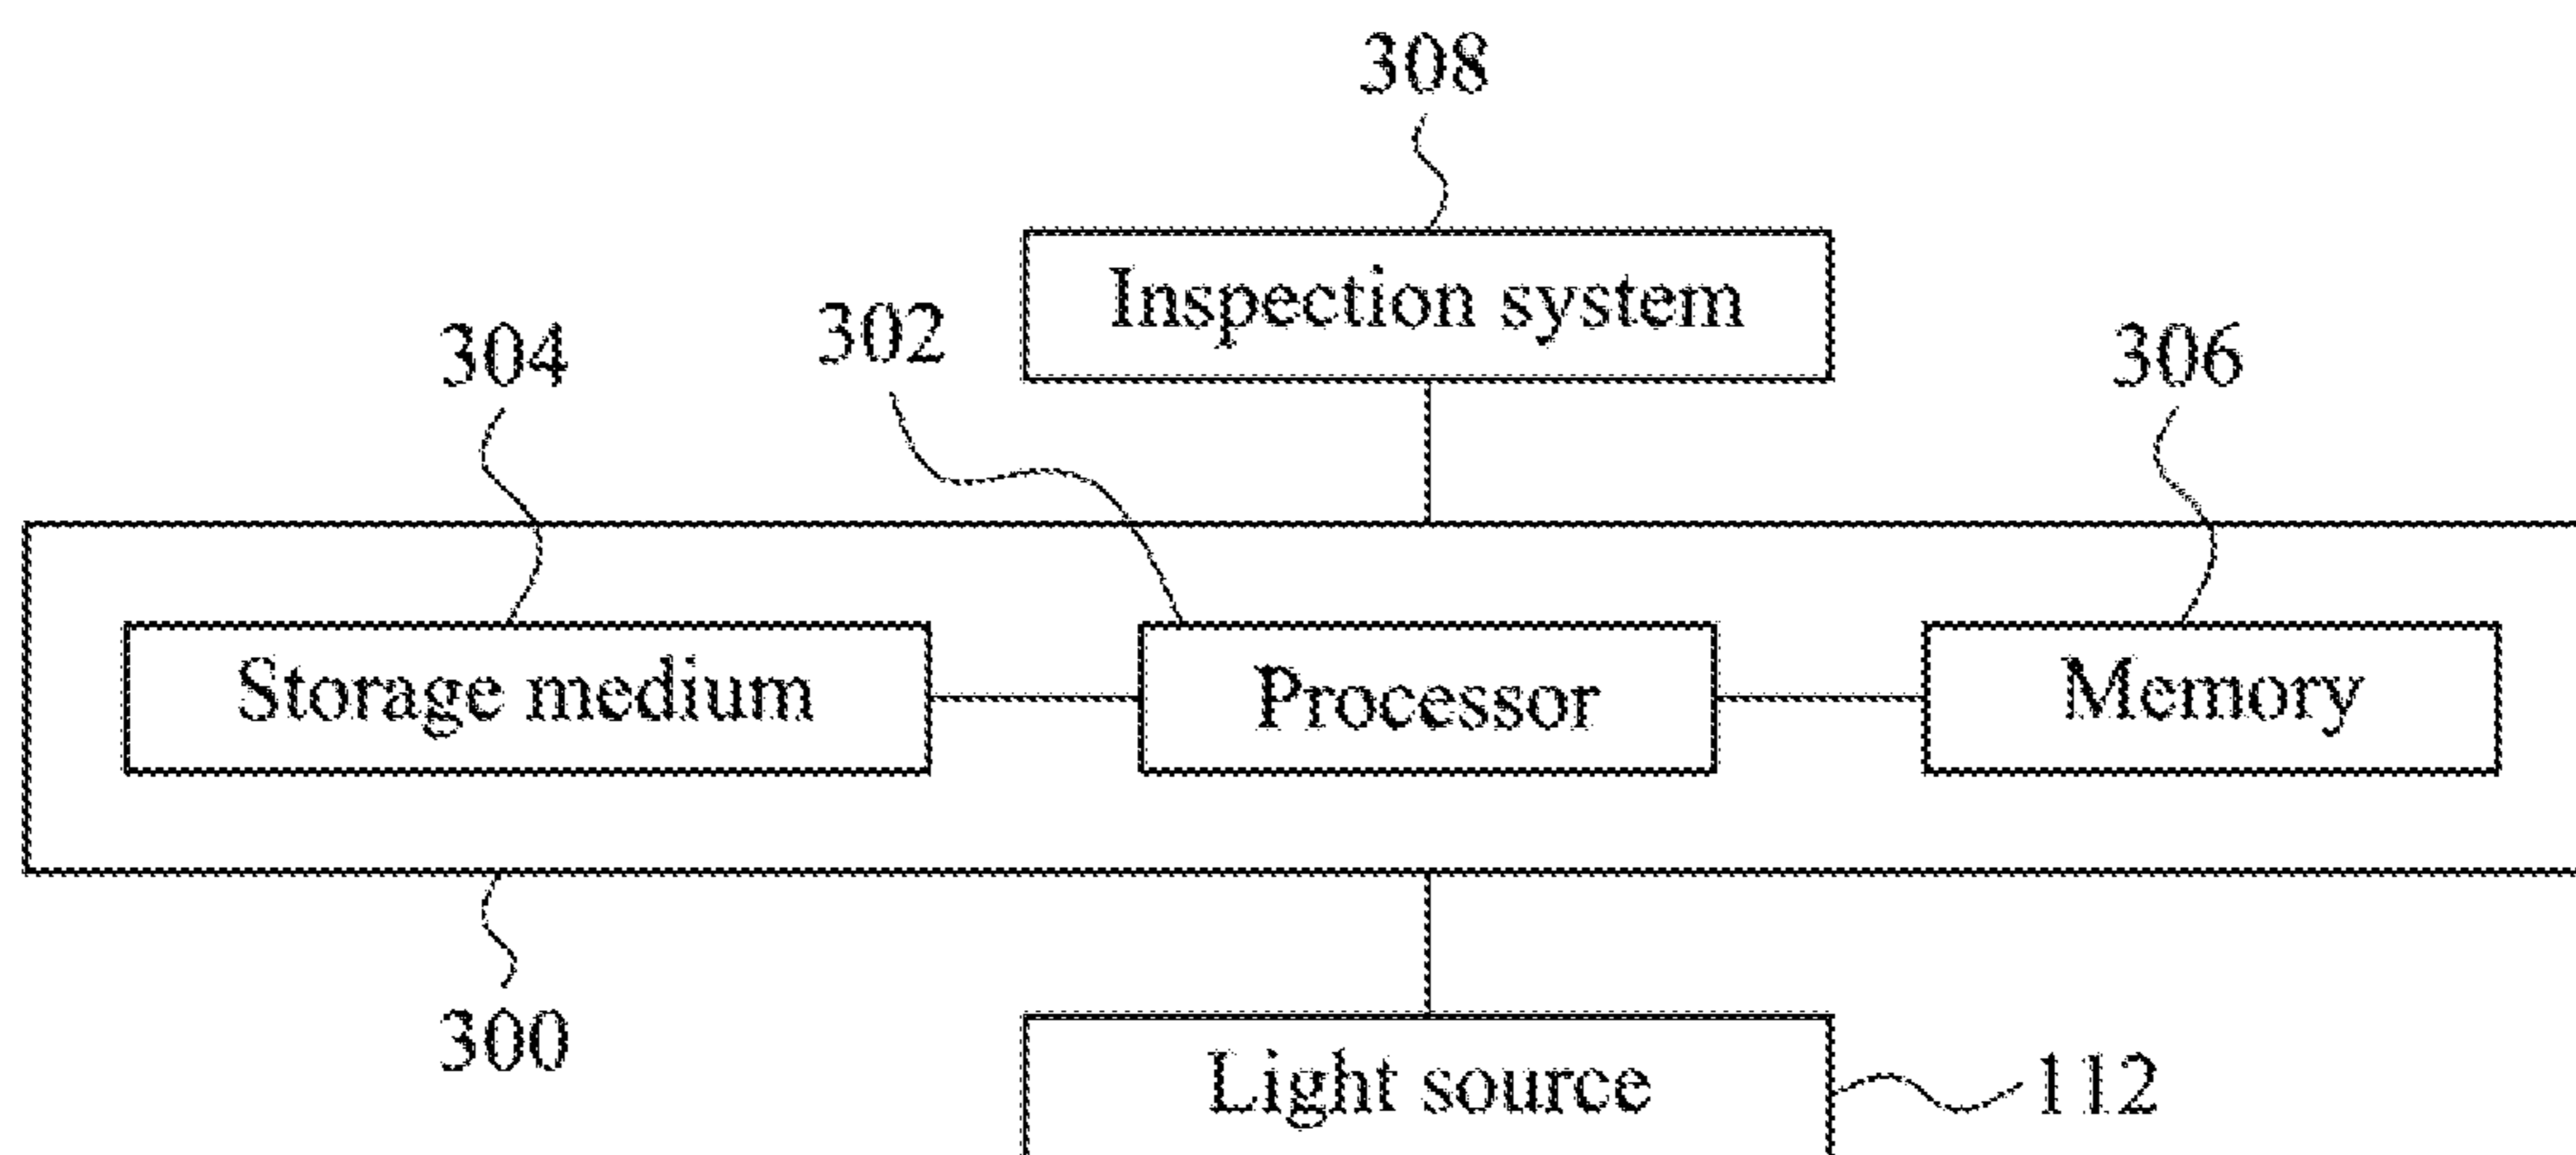 308
Inspection system
304
302
306
Storage medium
Processor
Memory
300
Light source
112